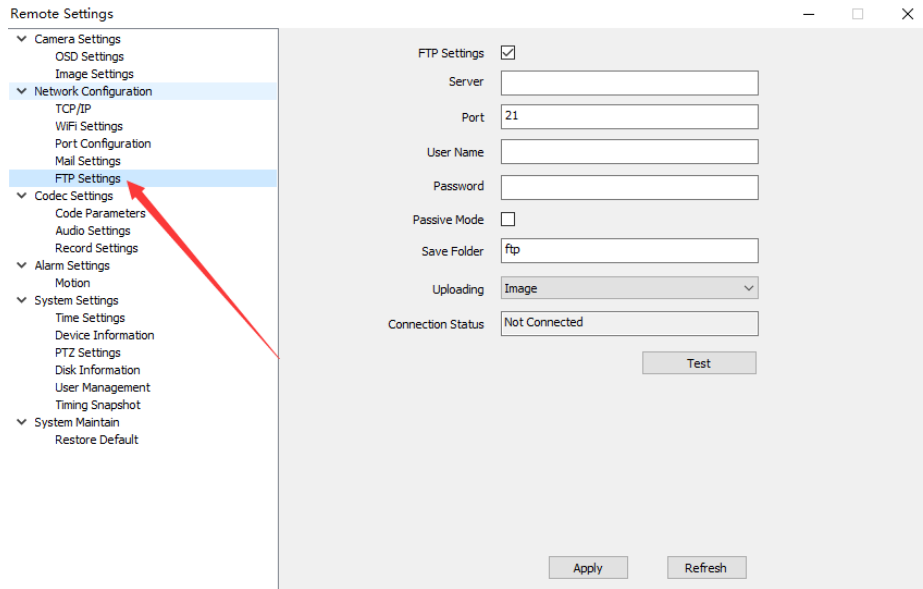 Remote Settings
Camera Settings
OSD Settings
Image Settings
Network Configuration
TCP/IP
WiFi Settings
Port Configuration
Mail Settings
FTP Settings
Codec Settings
Code Parameters
Audio Settings
Record Settings
Alarm Settings
Motion
System Settings
Time Settings
Device Information
PTZ Settings
Disk Information
User Management
Timing Snapshot
System Maintain
Restore Default
FTP Settings
Server
Port 21
User Name
Password
Passive Mode
Save Folder ftp
Uploading Image
Connection Status Not Connected
Test
Apply Refresh